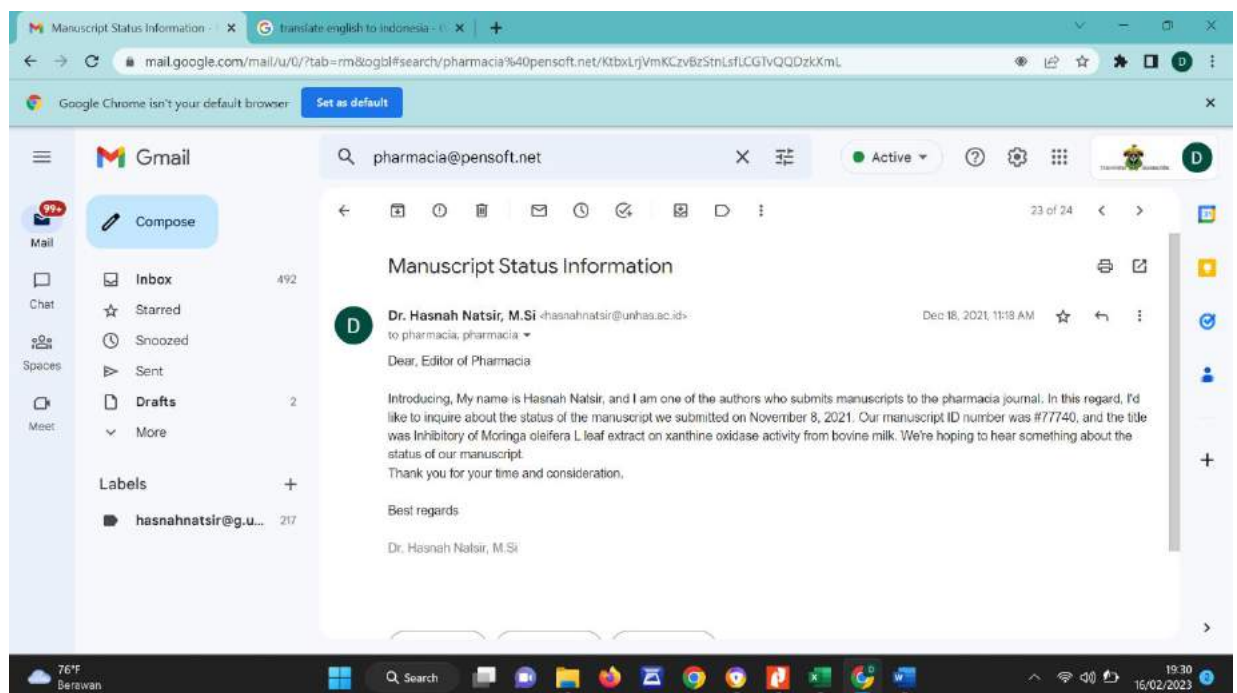 Manuscript Status Information -
translate english to indonesia -
mail.google.com/mail/u/0/?tab=rm&ogbl#search/pharmacia%40pensoft.net/
Google Chrome isn't your default browser
Set as default
Gmail
pharmacia@pensoft.net
Active
D
99+
Mail
Chat
Spaces
Meet
Compose
Inbox 492
Starred
Snoozed
Sent
Drafts 2
More
Labels
hasnahnatsir@g.u... 217
23 of 24
Manuscript Status Information
D
Dr. Hasnah Natsir, M.Si <hasnahnatsir@unhas.ac.id>
Dec 18, 2021, 11:18 AM
to pharmacia, pharmacia
Dear, Editor of Pharmacia
Introducing, My name is Hasnah Natsir, and I am one of the authors who submits manuscripts to the pharmacia journal. In this regard, I'd
like to inquire about the status of the manuscript we submitted on November 8, 2021. Our manuscript ID number was #77740, and the title
was Inhibitory of Moringa oleifera L leaf extract on xanthine oxidase activity from bovine milk. We're hoping to hear something about the
status of our manuscript.
Thank you for your time and consideration.
Best regards
Dr. Hasnah Natsir, M.Si
76°F
Berawan
Search
19:30
16/02/2023